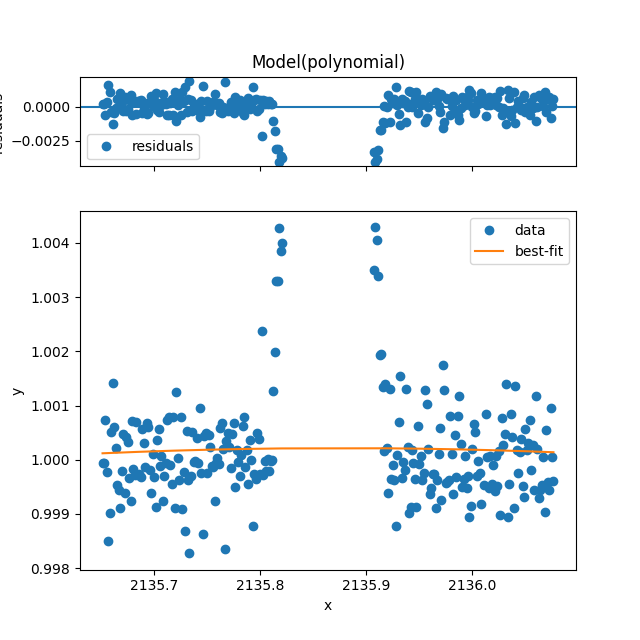 Model(polynomial)
residuals
0.0000
−0.0025
residuals
y
1.004
1.003
1.002
1.001
1.000
0.999
0.998
data
best-fit
2135.7
2135.8
2135.9
2136.0
x